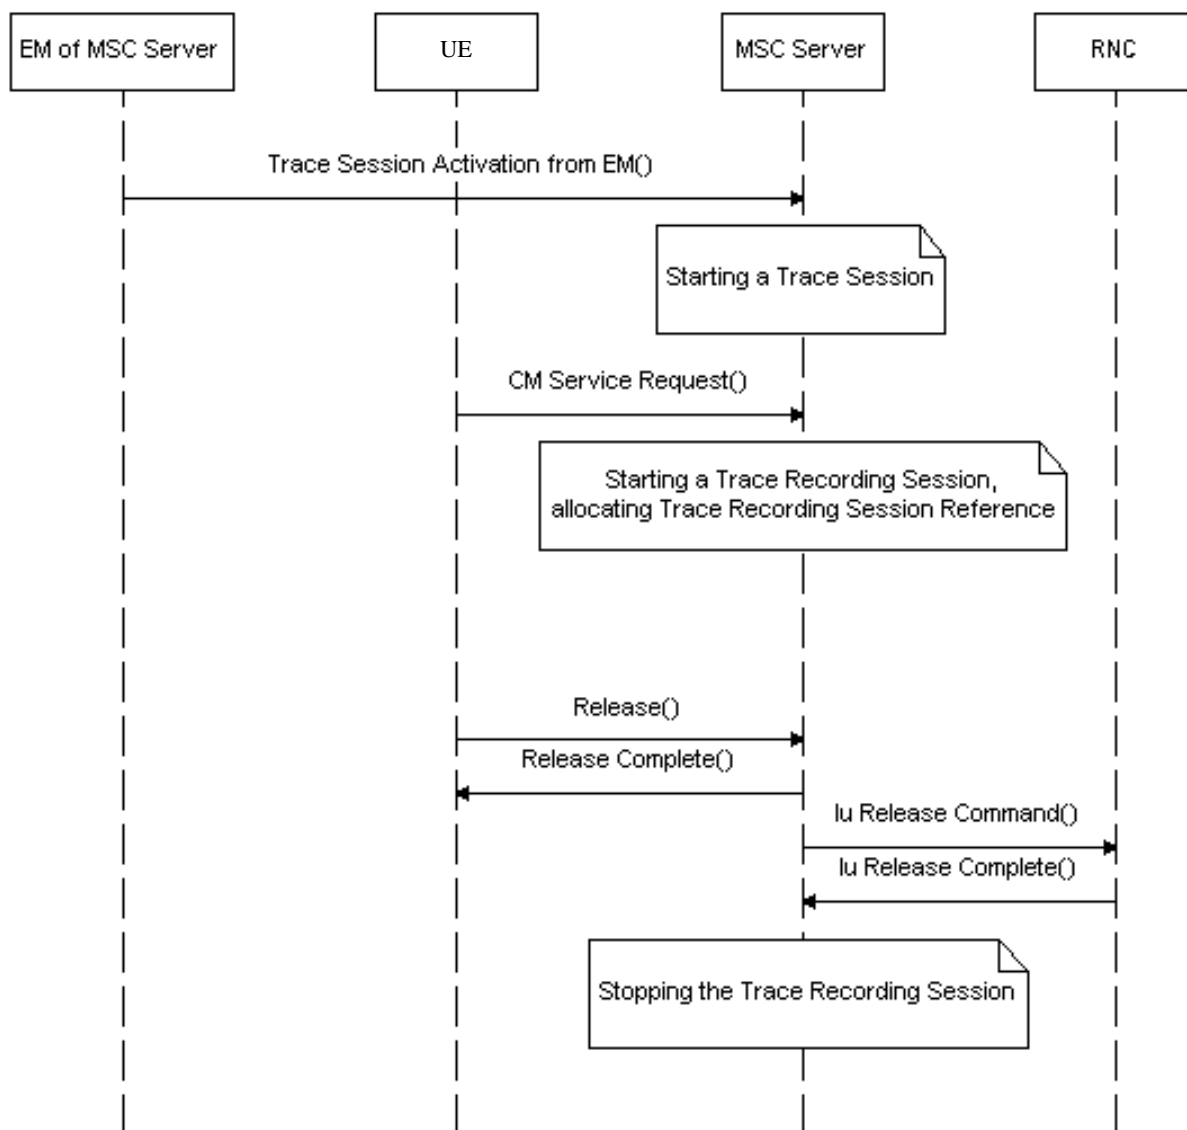 EM of MSC Server
UE
MSC Server
RNC
Trace Session Activation from EM()
Starting a Trace Session
CM Service Request()
Starting a Trace Recording Session,
allocating Trace Recording Session Reference
Release()
Release Complete()
Iu Release Command()
Iu Release Complete()
Stopping the Trace Recording Session